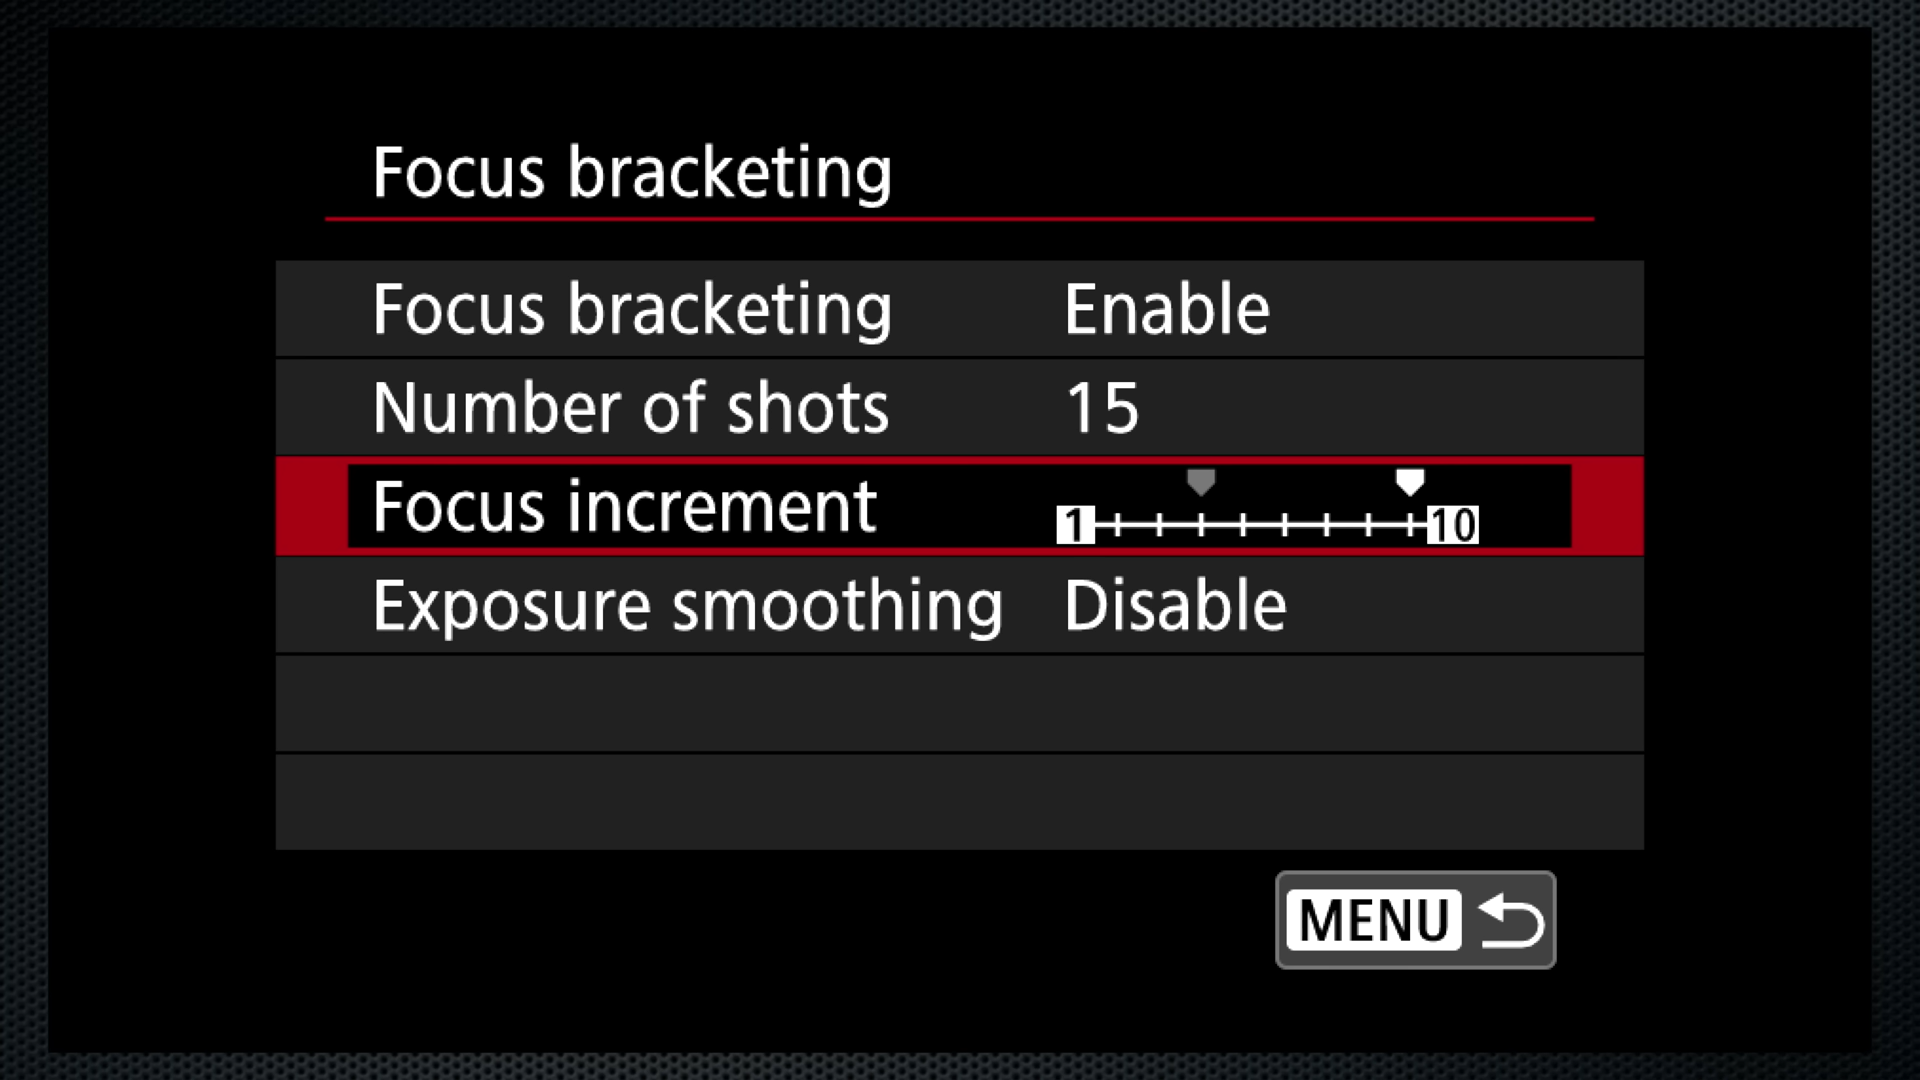 Focus bracketing
Focus bracketing Enable
Number of shots 15
Focus increment 1 10
Exposure smoothing Disable
MENU